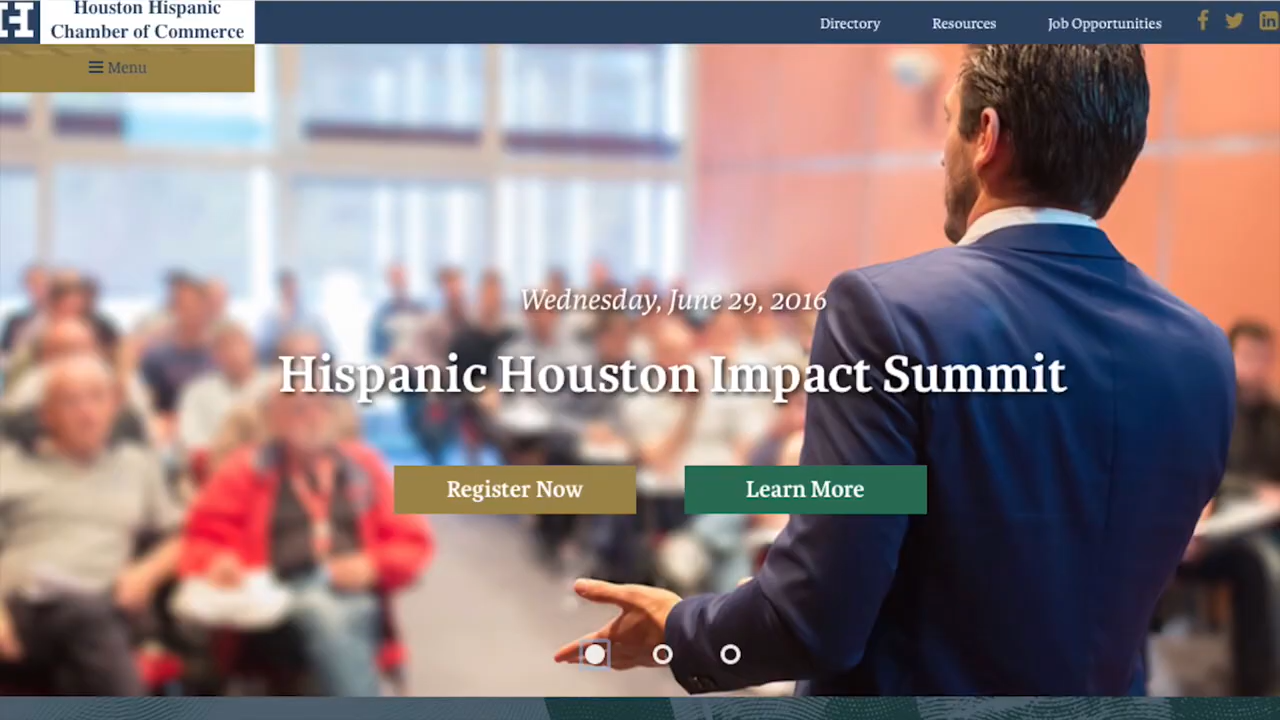 Houston Hispanic
Chamber of Commerce
Directory
Resources
Job Opportunities
Menu
Wednesday, June 29, 2016
Hispanic Houston Impact Summit
Register Now
Learn More